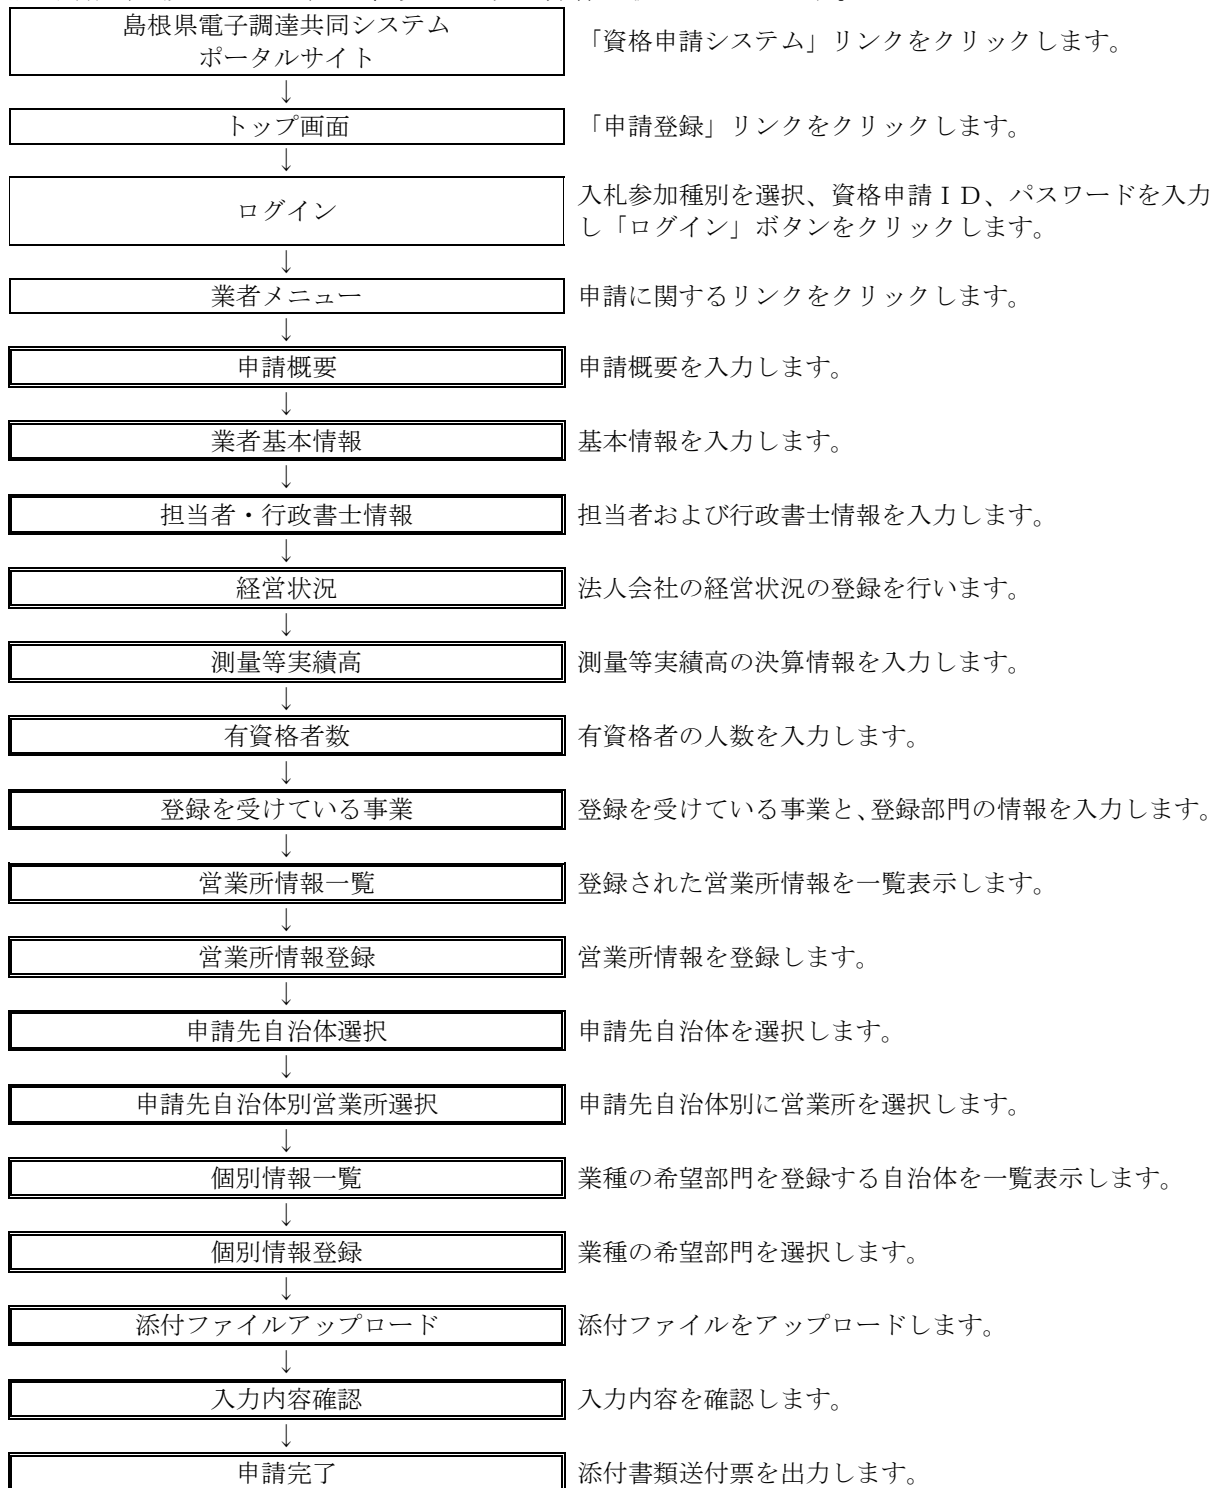 島根県電子調達共同システム
ポータルサイト
「資格申請システム」リンクをクリックします。
↓
トップ画面
「申請登録」リンクをクリックします。
↓
ログイン
入札参加種別を選択、資格申請ＩＤ、パスワードを入力
し「ログイン」ボタンをクリックします。
↓
業者メニュー
申請に関するリンクをクリックします。
↓
申請概要
申請概要を入力します。
↓
業者基本情報
基本情報を入力します。
↓
担当者・行政書士情報
担当者および行政書士情報を入力します。
↓
経営状況
法人会社の経営状況の登録を行います。
↓
測量等実績高
測量等実績高の決算情報を入力します。
↓
有資格者数
有資格者の人数を入力します。
↓
登録を受けている事業
登録を受けている事業と、登録部門の情報を入力します。
↓
営業所情報一覧
登録された営業所情報を一覧表示します。
↓
営業所情報登録
営業所情報を登録します。
↓
申請先自治体選択
申請先自治体を選択します。
↓
申請先自治体別営業所選択
申請先自治体別に営業所を選択します。
↓
個別情報一覧
業種の希望部門を登録する自治体を一覧表示します。
↓
個別情報登録
業種の希望部門を選択します。
↓
添付ファイルアップロード
添付ファイルをアップロードします。
↓
入力内容確認
入力内容を確認します。
↓
申請完了
添付書類送付票を出力します。